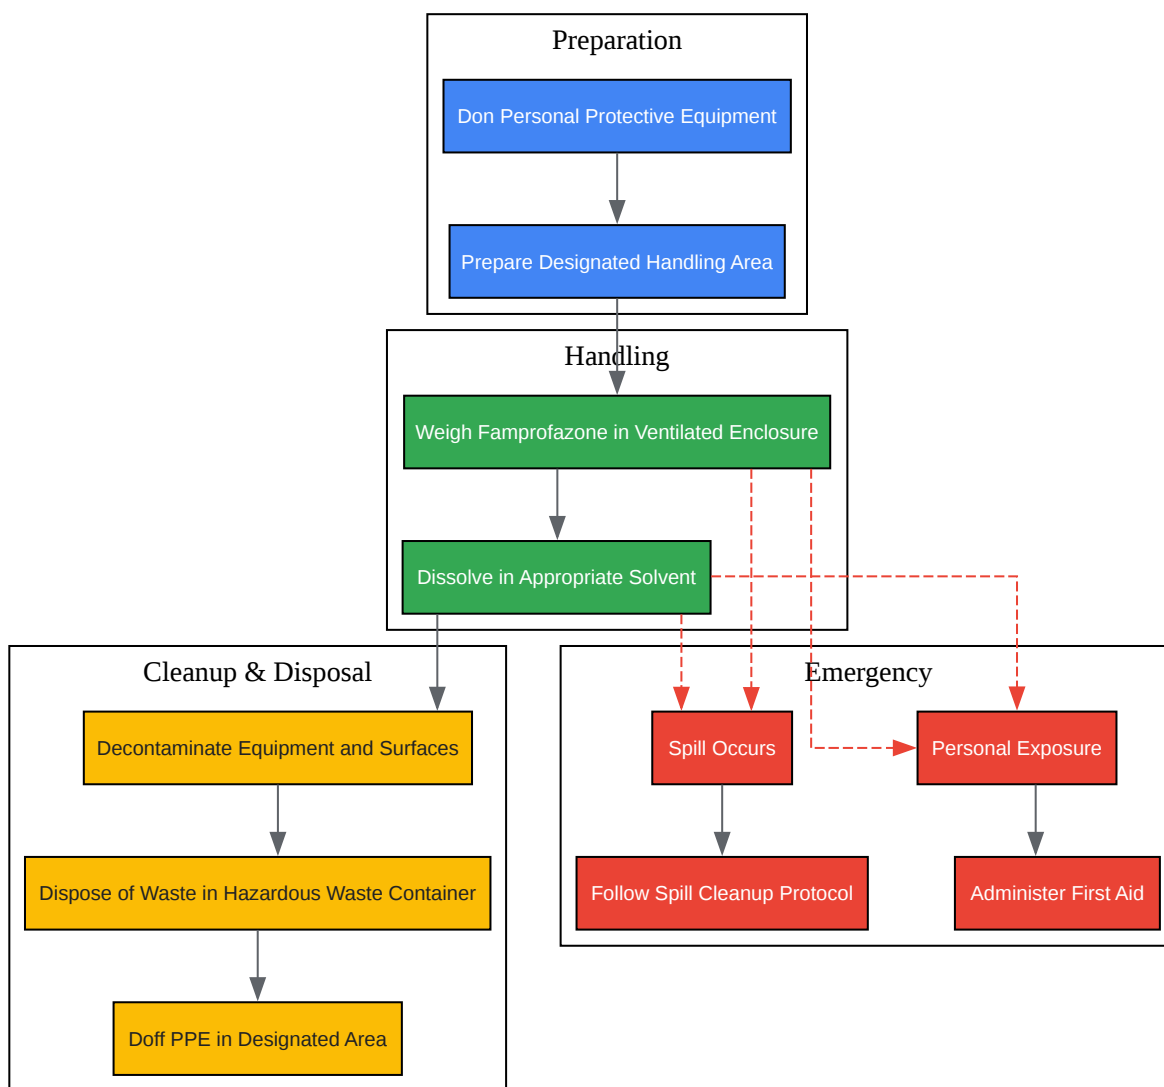 Preparation
Don Personal Protective Equipment
Prepare Designated Handling Area
Handling
Weigh Famprofazone in Ventilated Enclosure
Dissolve in Appropriate Solvent
Cleanup & Disposal
Decontaminate Equipment and Surfaces
Dispose of Waste in Hazardous Waste Container
Doff PPE in Designated Area
Emergency
Spill Occurs
Personal Exposure
Follow Spill Cleanup Protocol
Administer First Aid